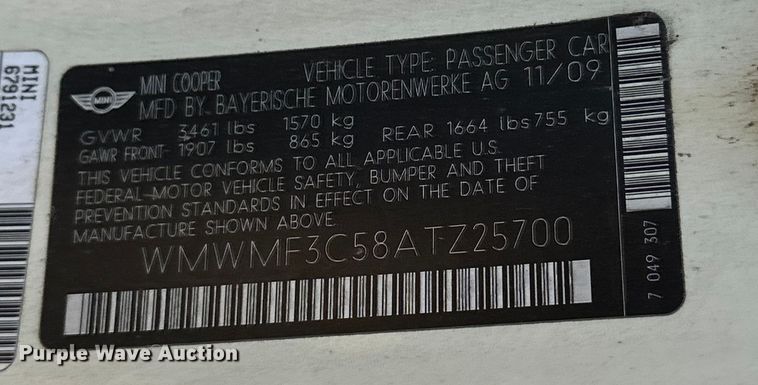 MINI
6791231
MINI
MINI COOPER VEHICLE TYPE: PASSENGER CAR
MFD BY BAYERISCHE MOTORENWERKE AG 11/09
GVWR 3461 lbs 1570 kg
GAWR FRONT- 1907 lbs 865 kg REAR 1664 lbs 755 kg
THIS VEHICLE CONFORMS TO ALL APPLICABLE U.S.
FEDERAL-MOTOR VEHICLE SAFETY, BUMPER AND THEFT
PREVENTION STANDARDS IN EFFECT ON THE DATE OF
MANUFACTURE SHOWN ABOVE.
WMWMF3C58ATZ25700
7 049 307
Purple Wave Auction